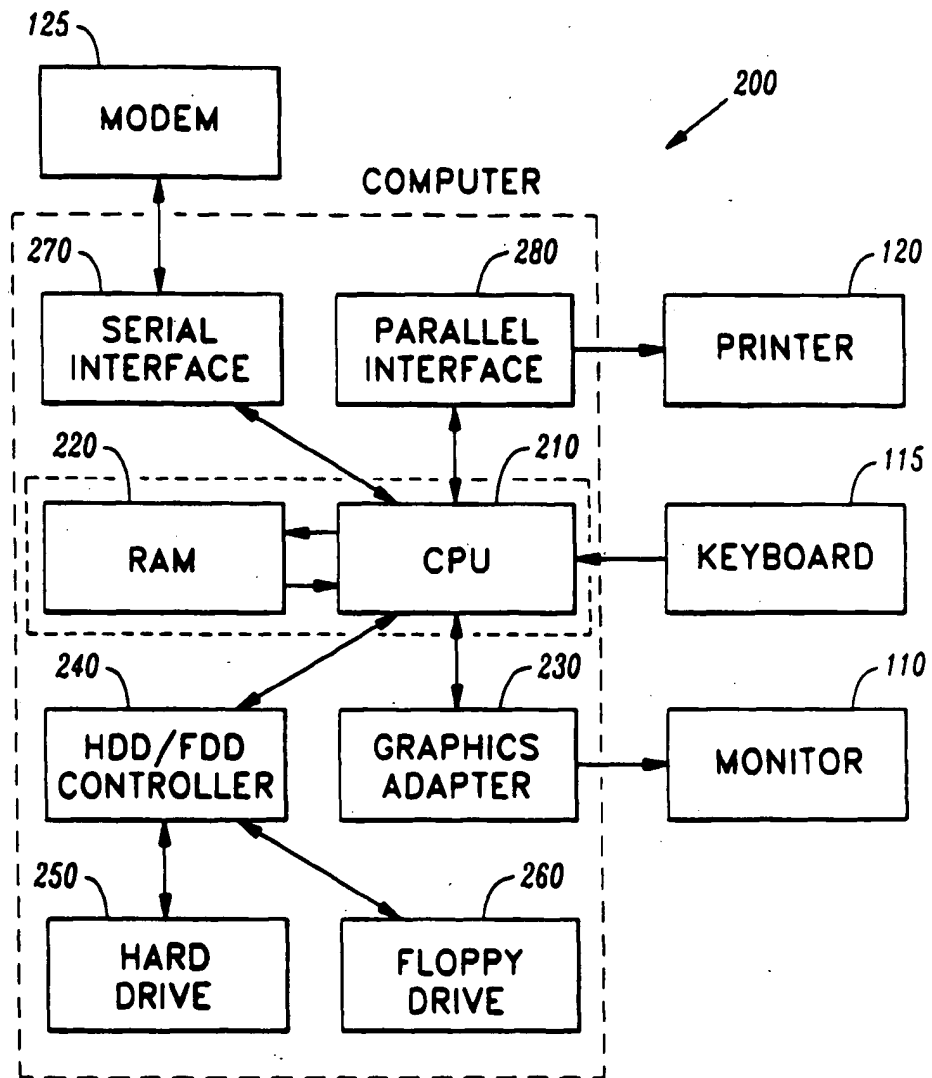 125
MODEM
200
COMPUTER
270
SERIAL
INTERFACE
280
PARALLEL
INTERFACE
120
PRINTER
220
RAM
210
CPU
115
KEYBOARD
240
HDD/FDD
CONTROLLER
230
GRAPHICS
ADAPTER
110
MONITOR
250
HARD
DRIVE
260
FLOPPY
DRIVE